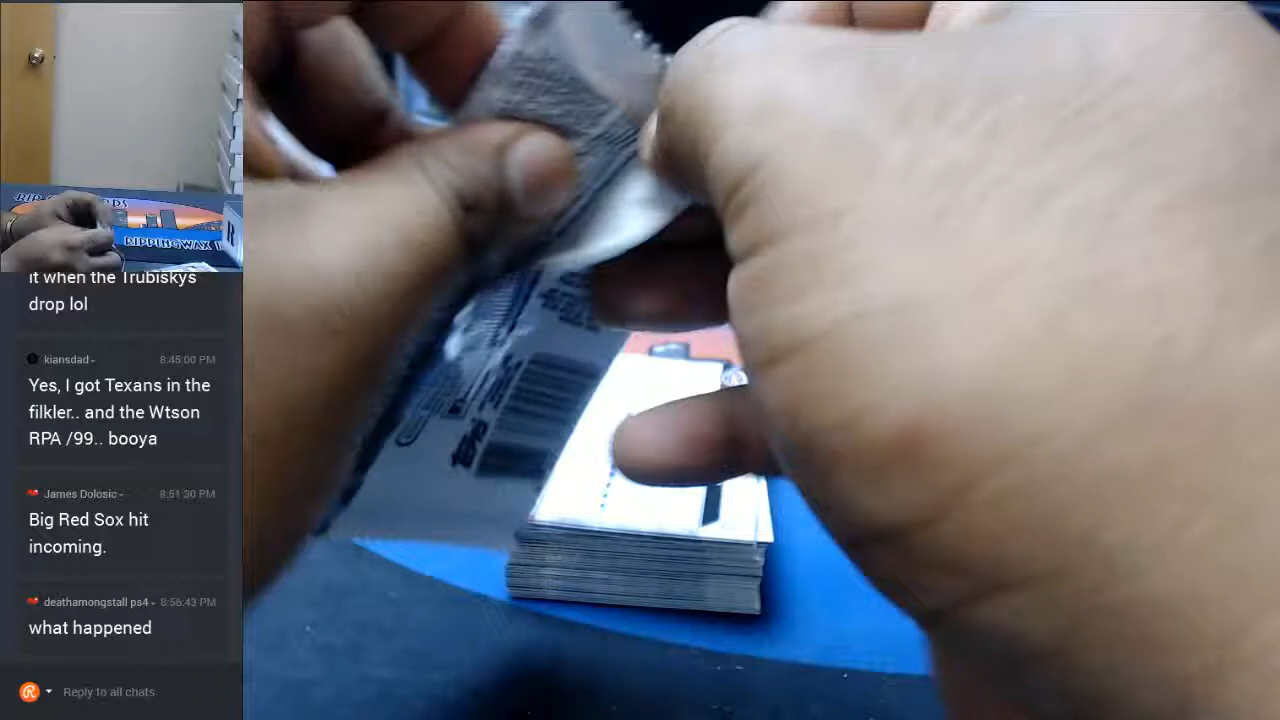 RIPPINGWAX
it when the Trubiskys
drop lol
kiansdad - 8:45:00 PM
Yes, I got Texans in the
filkler.. and the Wtson
RPA /99.. booya
James Dolosic - 8:51:30 PM
Big Red Sox hit
incoming.
deathamongstall ps4 - 8:56:43 PM
what happened
Reply to all chats